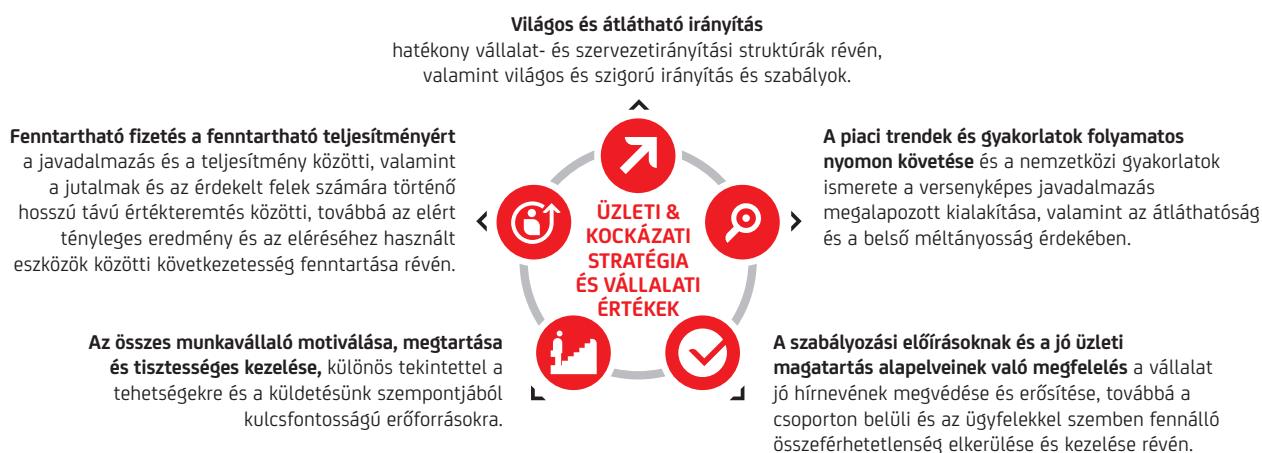 Világos és átlátható irányítás
hatékony vállalat- és szervezetirányítási struktúrák révén,
valamint világos és szigorú irányítás és szabályok.
Fenntartható fizetés a fenntartható teljesítményért
a javadalmazás és a teljesítmény közötti, valamint
a jutalmak és az érdekelt felek számára történő
hosszú távú értékteremtés közötti, továbbá az elért
tényleges eredmény és az eléréséhez használt
eszközök közötti következetesség fenntartása révén.
A piaci trendek és gyakorlatok folyamatos
nyomon követése és a nemzetközi gyakorlatok
ismerete a versenyképes javadalmazás
megalapozott kialakítása, valamint az átláthatóság
és a belső méltányosság érdekében.
ÜZLETI &
KOCKÁZATI
STRATÉGIA
ÉS VÁLLALATI
ÉRTÉKEK
Az összes munkavállaló motiválása, megtartása
és tisztességes kezelése, különös tekintettel a
tehetségekre és a küldetésünk szempontjából
kulcsfontosságú erőforrásokra.
A szabályozási előírásoknak és a jó üzleti
magatartás alapelveinek való megfelelés a vállalat
jó hírnevének megvédése és erősítése, továbbá a
csoporton belüli és az ügyfelekkel szemben fennálló
összeférhetetlenség elkerülése és kezelése révén.